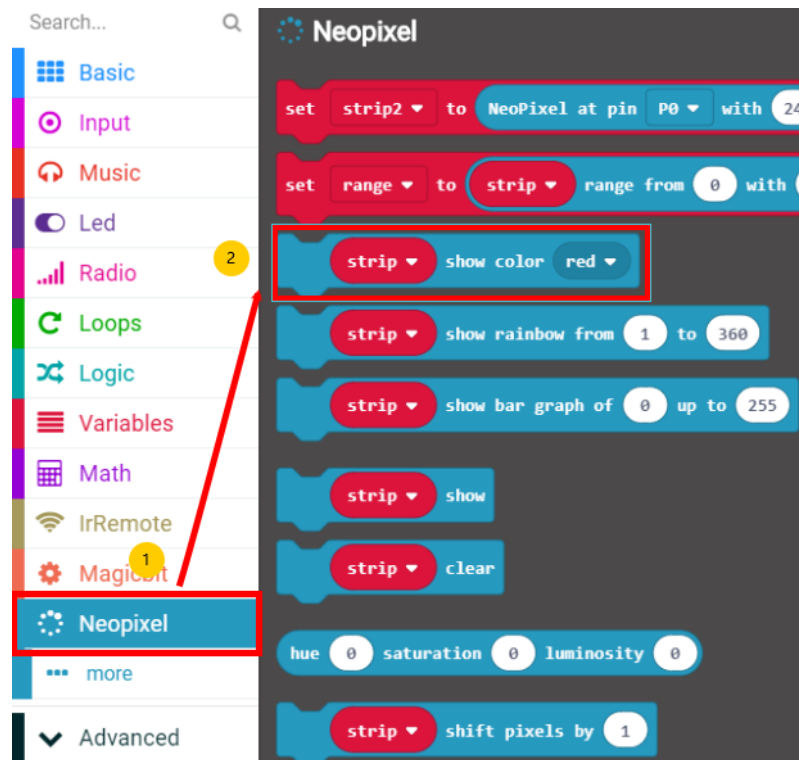 Search...
Basic
Input
Music
Led
2
Radio
Loops
Logic
Variables
Math
IrRemote
1
Magicbit
Neopixel
more
Advanced
Neopixel
set strip2 to NeoPixel at pin P0 with 24
set range to strip range from 0 with
strip show color red
strip show rainbow from 1 to 360
strip show bar graph of 0 up to 255
strip show
strip clear
hue 0 saturation 0 luminosity 0
strip shift pixels by 1